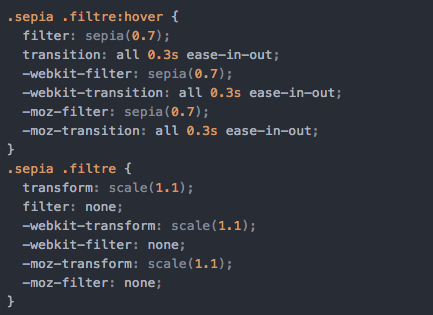 .sepia .filtre:hover {
  filter: sepia(0.7);
  transition: all 0.3s ease-in-out;
  -webkit-filter: sepia(0.7);
  -webkit-transition: all 0.3s ease-in-out;
  -moz-filter: sepia(0.7);
  -moz-transition: all 0.3s ease-in-out;
}
.sepia .filtre {
  transform: scale(1.1);
  filter: none;
  -webkit-transform: scale(1.1);
  -webkit-filter: none;
  -moz-transform: scale(1.1);
  -moz-filter: none;
}